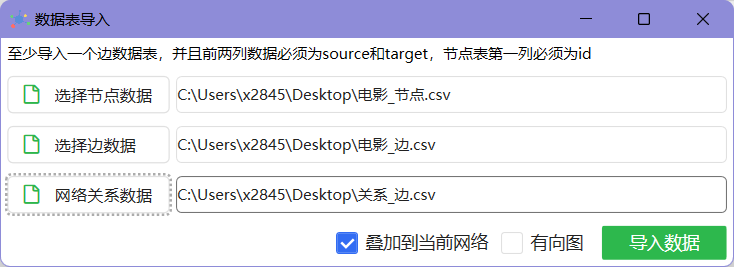 数据表导入
至少导入一个边数据表，并且前两列数据必须为source和target，节点表第一列必须为id
选择节点数据 C:\Users\x2845\Desktop\电影_节点.csv
选择边数据 C:\Users\x2845\Desktop\电影_边.csv
网络关系数据 C:\Users\x2845\Desktop\关系_边.csv
叠加到当前网络 有向图 导入数据